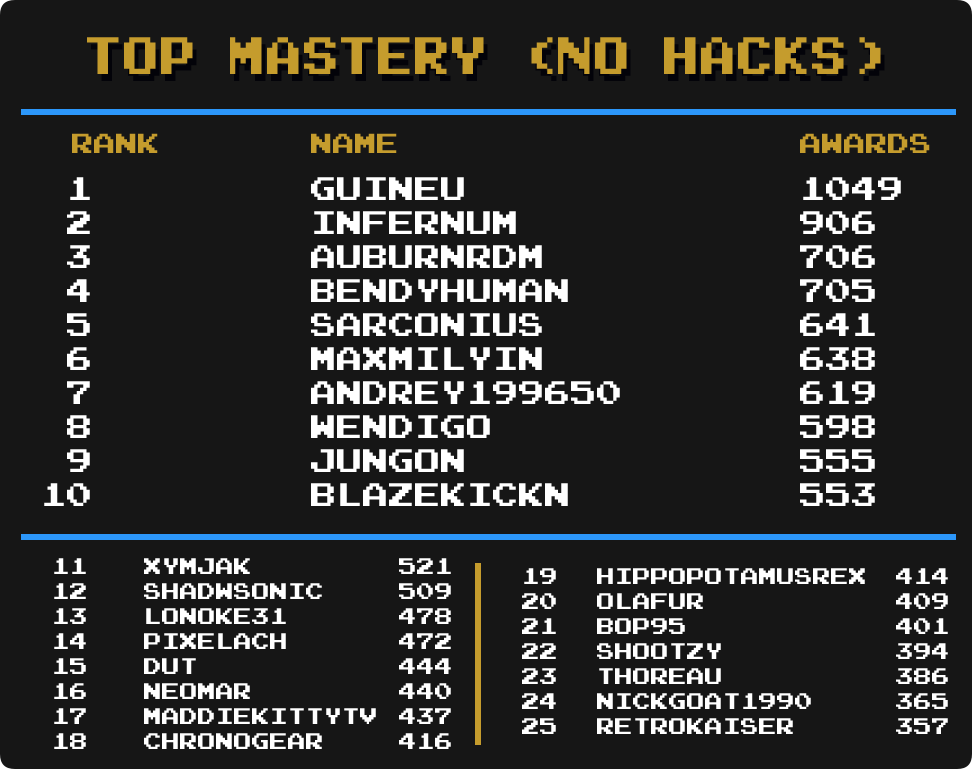 TOP MASTERY (NO HACKS)
RANK NAME AWARDS
1 GUINEU 1049
2 INFERNUM 906
3 AUBURNRDM 706
4 BENDYHUMAN 705
5 SARCONIUS 641
6 MAXMILYIN 638
7 ANDREY199650 619
8 WENDIGO 598
9 JUNGON 555
10 BLAZEKICKN 553
11 XYMJAK 521
12 SHADWSONIC 509
13 LONOKE31 478
14 PIXELACH 472
15 DUT 444
16 NEOMAR 440
17 MADDIEKITTYTV 437
18 CHRONOGEAR 416
19 HIPPOPOTAMUSREX 414
20 OLAFUR 409
21 BOP95 401
22 SHOOTZY 394
23 THOREAU 386
24 NICKGOAT1990 365
25 RETROKAISER 357